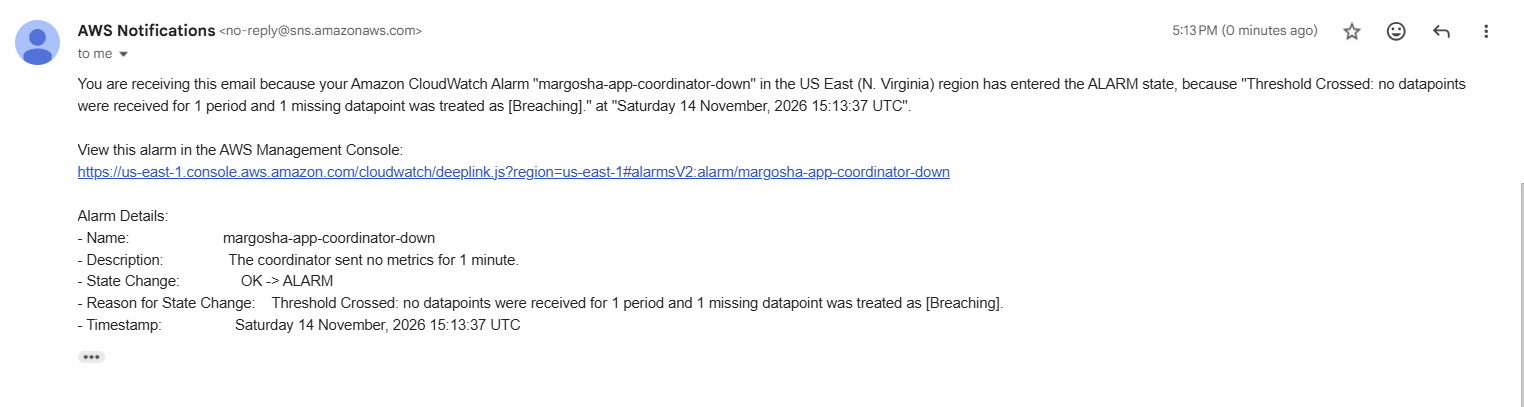 AWS Notifications <no-reply@sns.amazonaws.com>
5:13 PM (0 minutes ago)
to me
You are receiving this email because your Amazon CloudWatch Alarm "margosha-app-coordinator-down" in the US East (N. Virginia) region has entered the ALARM state, because "Threshold Crossed: no datapoints
were received for 1 period and 1 missing datapoint was treated as [Breaching]." at "Saturday 14 November, 2026 15:13:37 UTC".
View this alarm in the AWS Management Console:
https://us-east-1.console.aws.amazon.com/cloudwatch/deeplink.js?region=us-east-1#alarmsV2:alarm/margosha-app-coordinator-down
Alarm Details:
- Name: margosha-app-coordinator-down
- Description: The coordinator sent no metrics for 1 minute.
- State Change: OK -> ALARM
- Reason for State Change: Threshold Crossed: no datapoints were received for 1 period and 1 missing datapoint was treated as [Breaching].
- Timestamp: Saturday 14 November, 2026 15:13:37 UTC